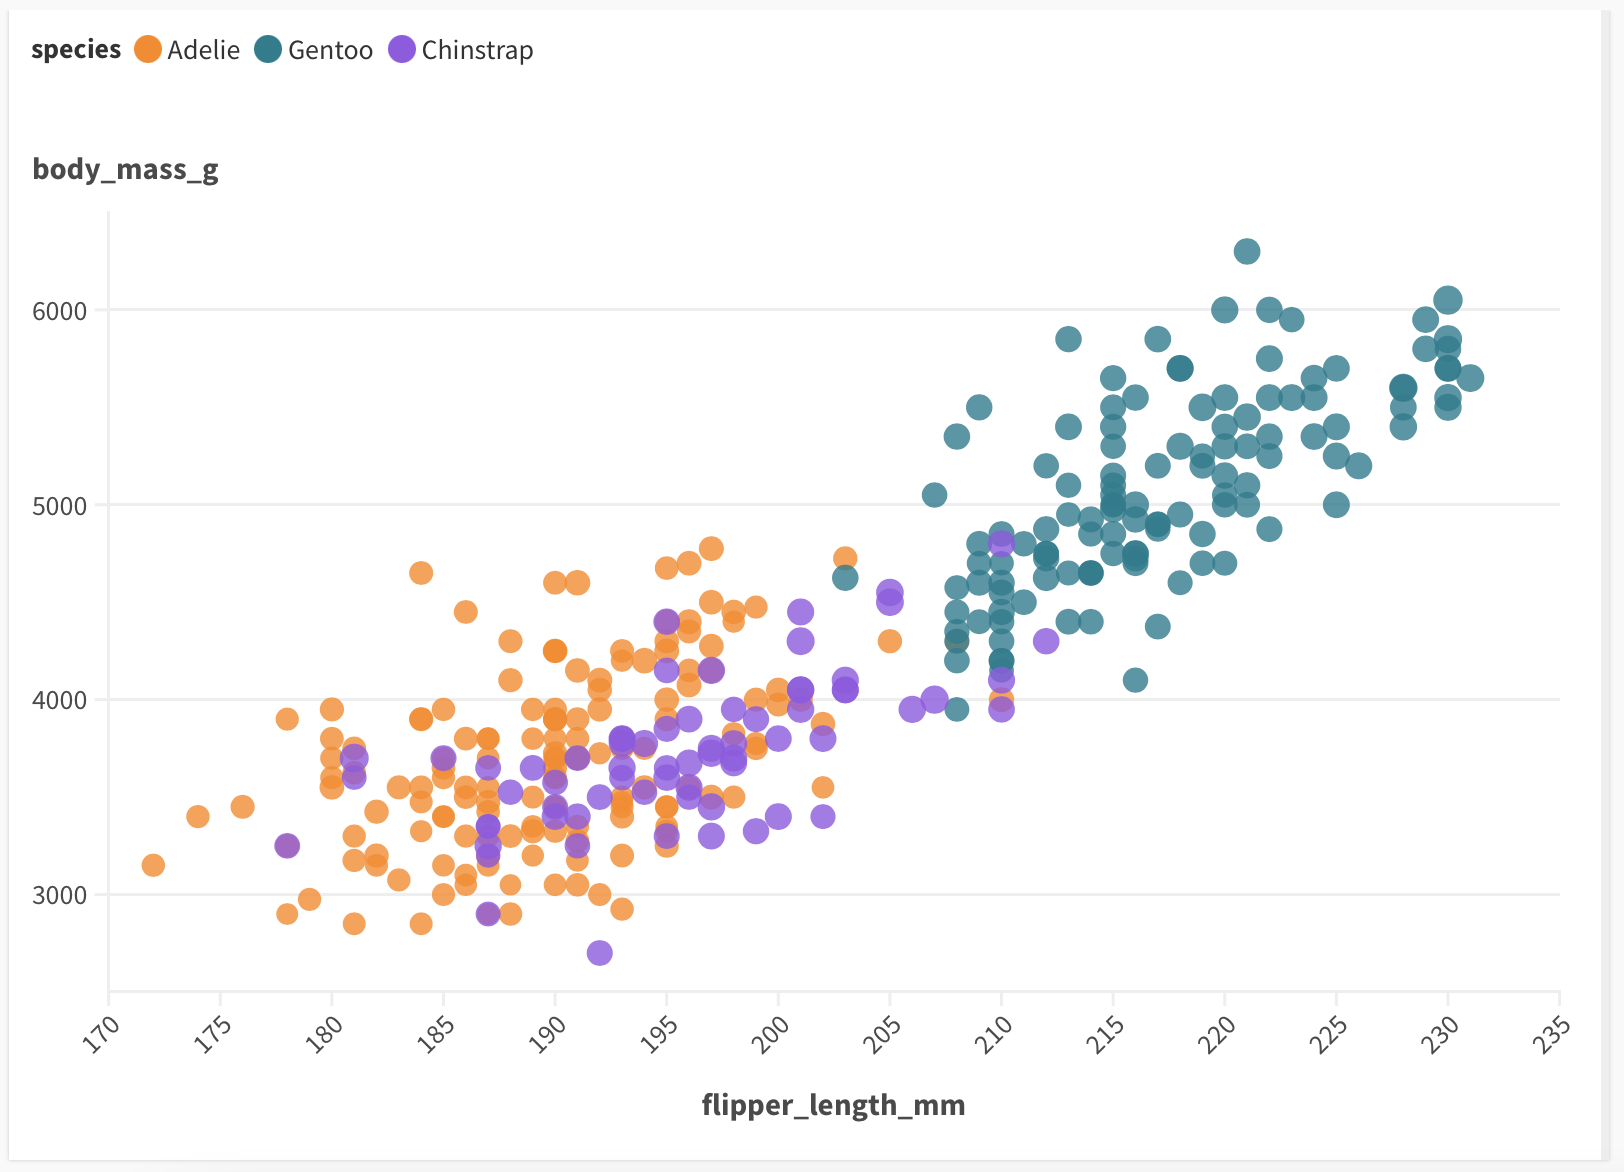 species Adelie Gentoo Chinstrap
body_mass_g
6000
5000
4000
3000
170 175 180 185 190 195 200 205 210 215 220 225 230 235
flipper_length_mm